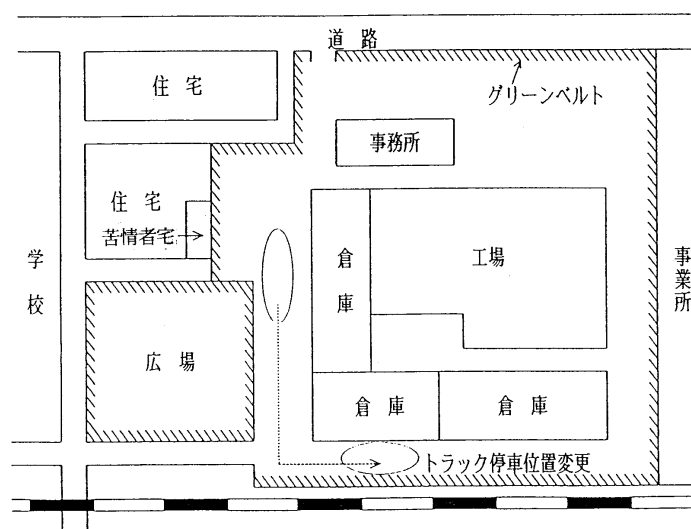 道路
住宅
グリーンベルト
事務所
住宅
苦情者宅
学校
倉庫
工場
事業所
広場
倉庫
倉庫
トラック停車位置変更